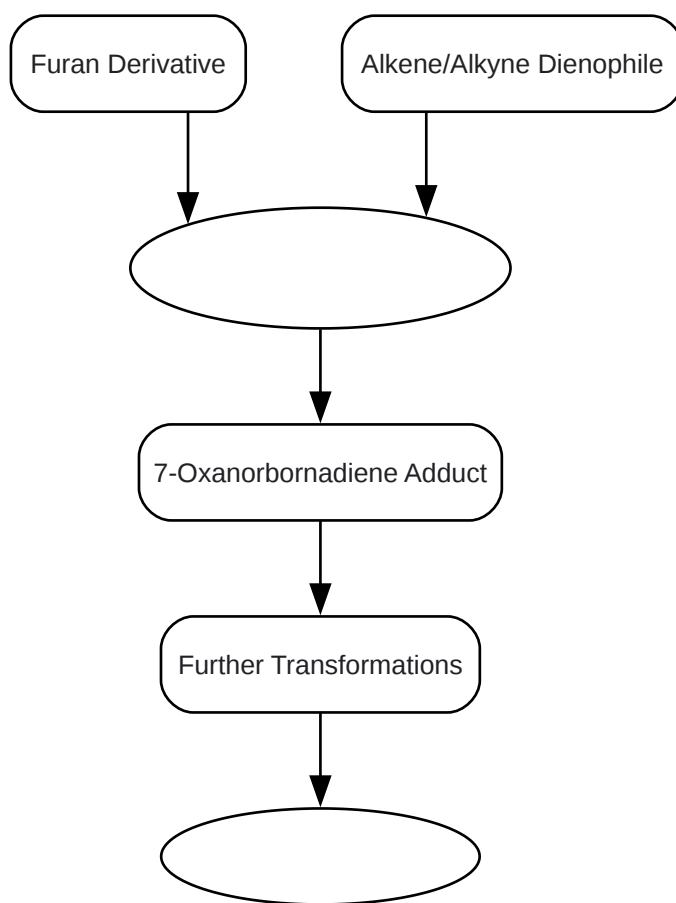 Furan Derivative
Alkene/Alkyne Dienophile
7-Oxanorbornadiene Adduct
Further Transformations